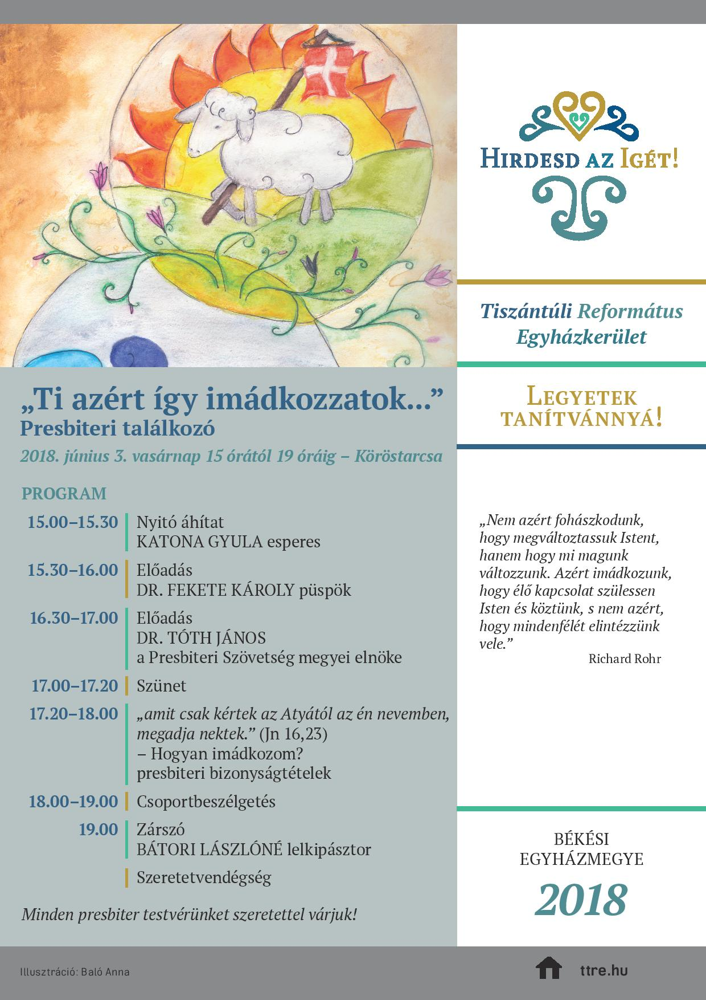 HIRDESD AZ IGÉT!
Tiszántúli Református
Egyházkerület
LEGYETEK
TANÍTVÁNNYÁ!
„Ti azért így imádkozzatok...”
Presbiteri találkozó
2018. június 3. vasárnap 15 órától 19 óráig – Köröstarcsa
PROGRAM
15.00–15.30 Nyitó áhítat
KATONA GYULA esperes
15.30–16.00 Előadás
DR. FEKETE KÁROLY püspök
16.30–17.00 Előadás
DR. TÓTH JÁNOS
a Presbiteri Szövetség megyei elnöke
17.00–17.20 Szünet
17.20–18.00 „amit csak kértek az Atyától az én nevemben,
megadja nektek.” (Jn 16,23)
– Hogyan imádkozom?
presbiteri bizonyságtételek
18.00–19.00 Csoportbeszélgetés
19.00 Zárszó
BÁTORI LÁSZLÓNÉ lelkipásztor
Szeretetvendégség
Minden presbiter testvérünket szeretettel várjuk!
„Nem azért fohászkodunk,
hogy megváltoztassuk Istent,
hanem hogy mi magunk
változzunk. Azért imádkozunk,
hogy élő kapcsolat szülessen
Isten és köztünk, s nem azért,
hogy mindenfélét elintézzünk
vele.”
Richard Rohr
BÉKÉSI
EGYHÁZMEGYE
2018
Illusztráció: Baló Anna
ttre.hu